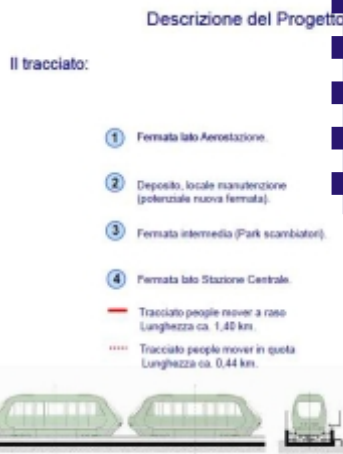 Descrizione del Progetto
Il tracciato:
1 Fermata lato Aerostazione.
2 Deposito, locale manutenzione
(potenziale nuova fermata).
3 Fermata intermedia (Park scambiatori).
4 Fermata lato Stazione Centrale.
Tracciato people mover a raso
Lunghezza ca. 1,40 km.
Tracciato people mover in quota
Lunghezza ca. 0,44 km.